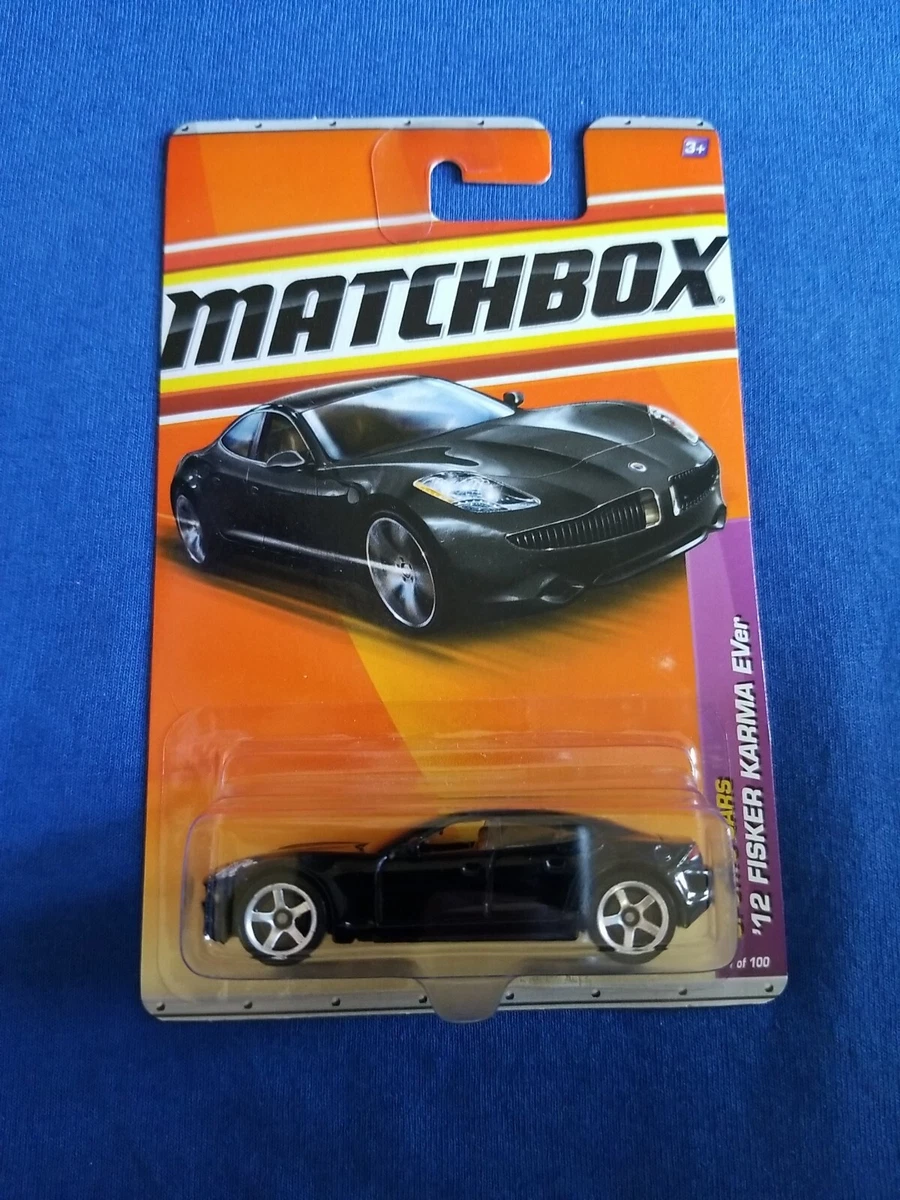 3+
MATCHBOX®
'12 FISKER KARMA EVer
of 100